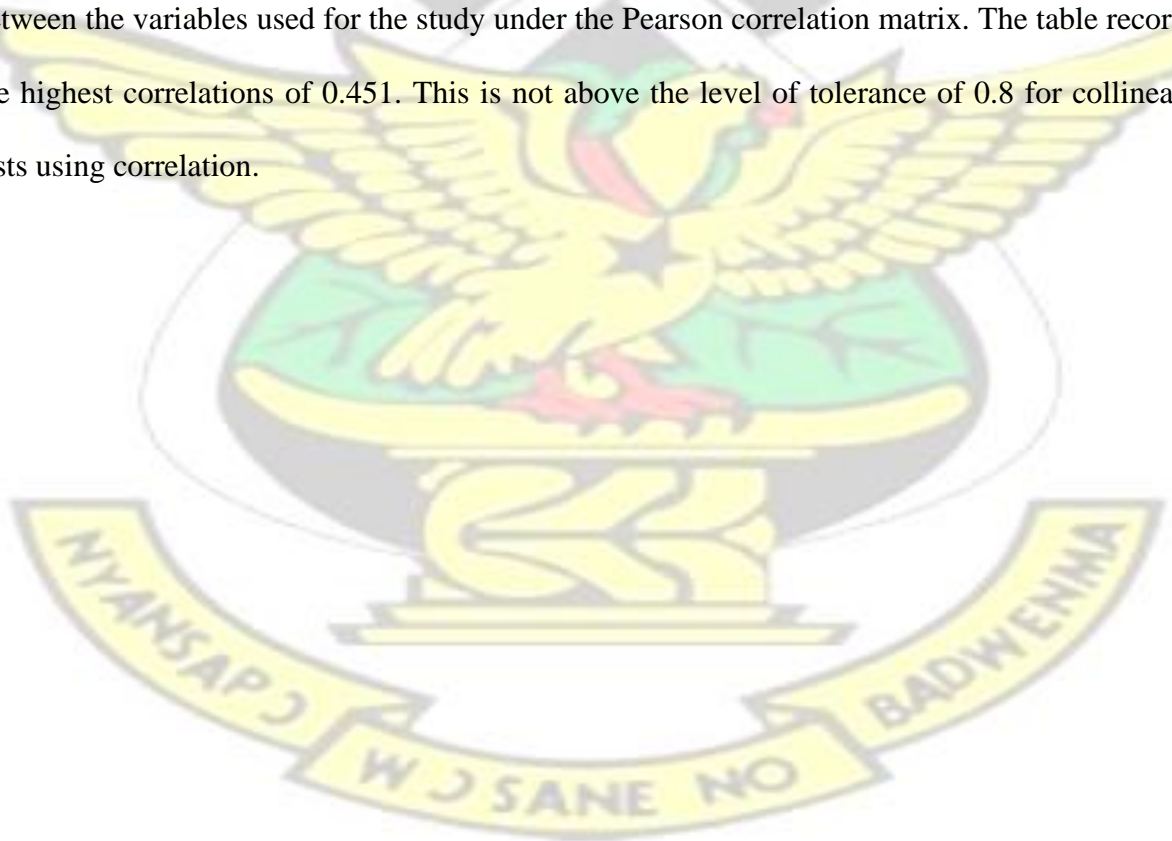 etween the variables used for the study under the Pearson correlation matrix. The table recor
e highest correlations of 0.451. This is not above the level of tolerance of 0.8 for collinea
sts using correlation.
NYANSAPƆ
WƆSANE NO
BADWENMA